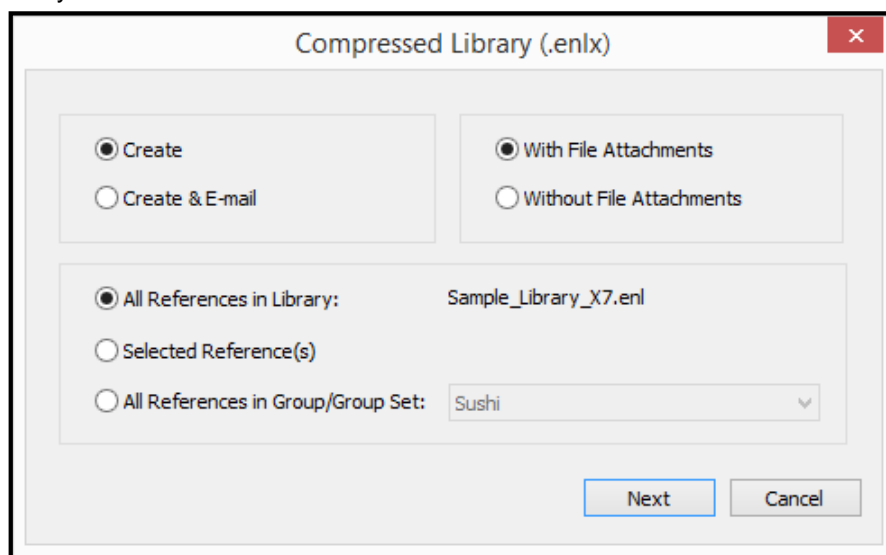 Compressed Library (.enlx)
Create
With File Attachments
Create & E-mail
Without File Attachments
All References in Library: Sample_Library_X7.enl
Selected Reference(s)
All References in Group/Group Set: Sushi
Next Cancel